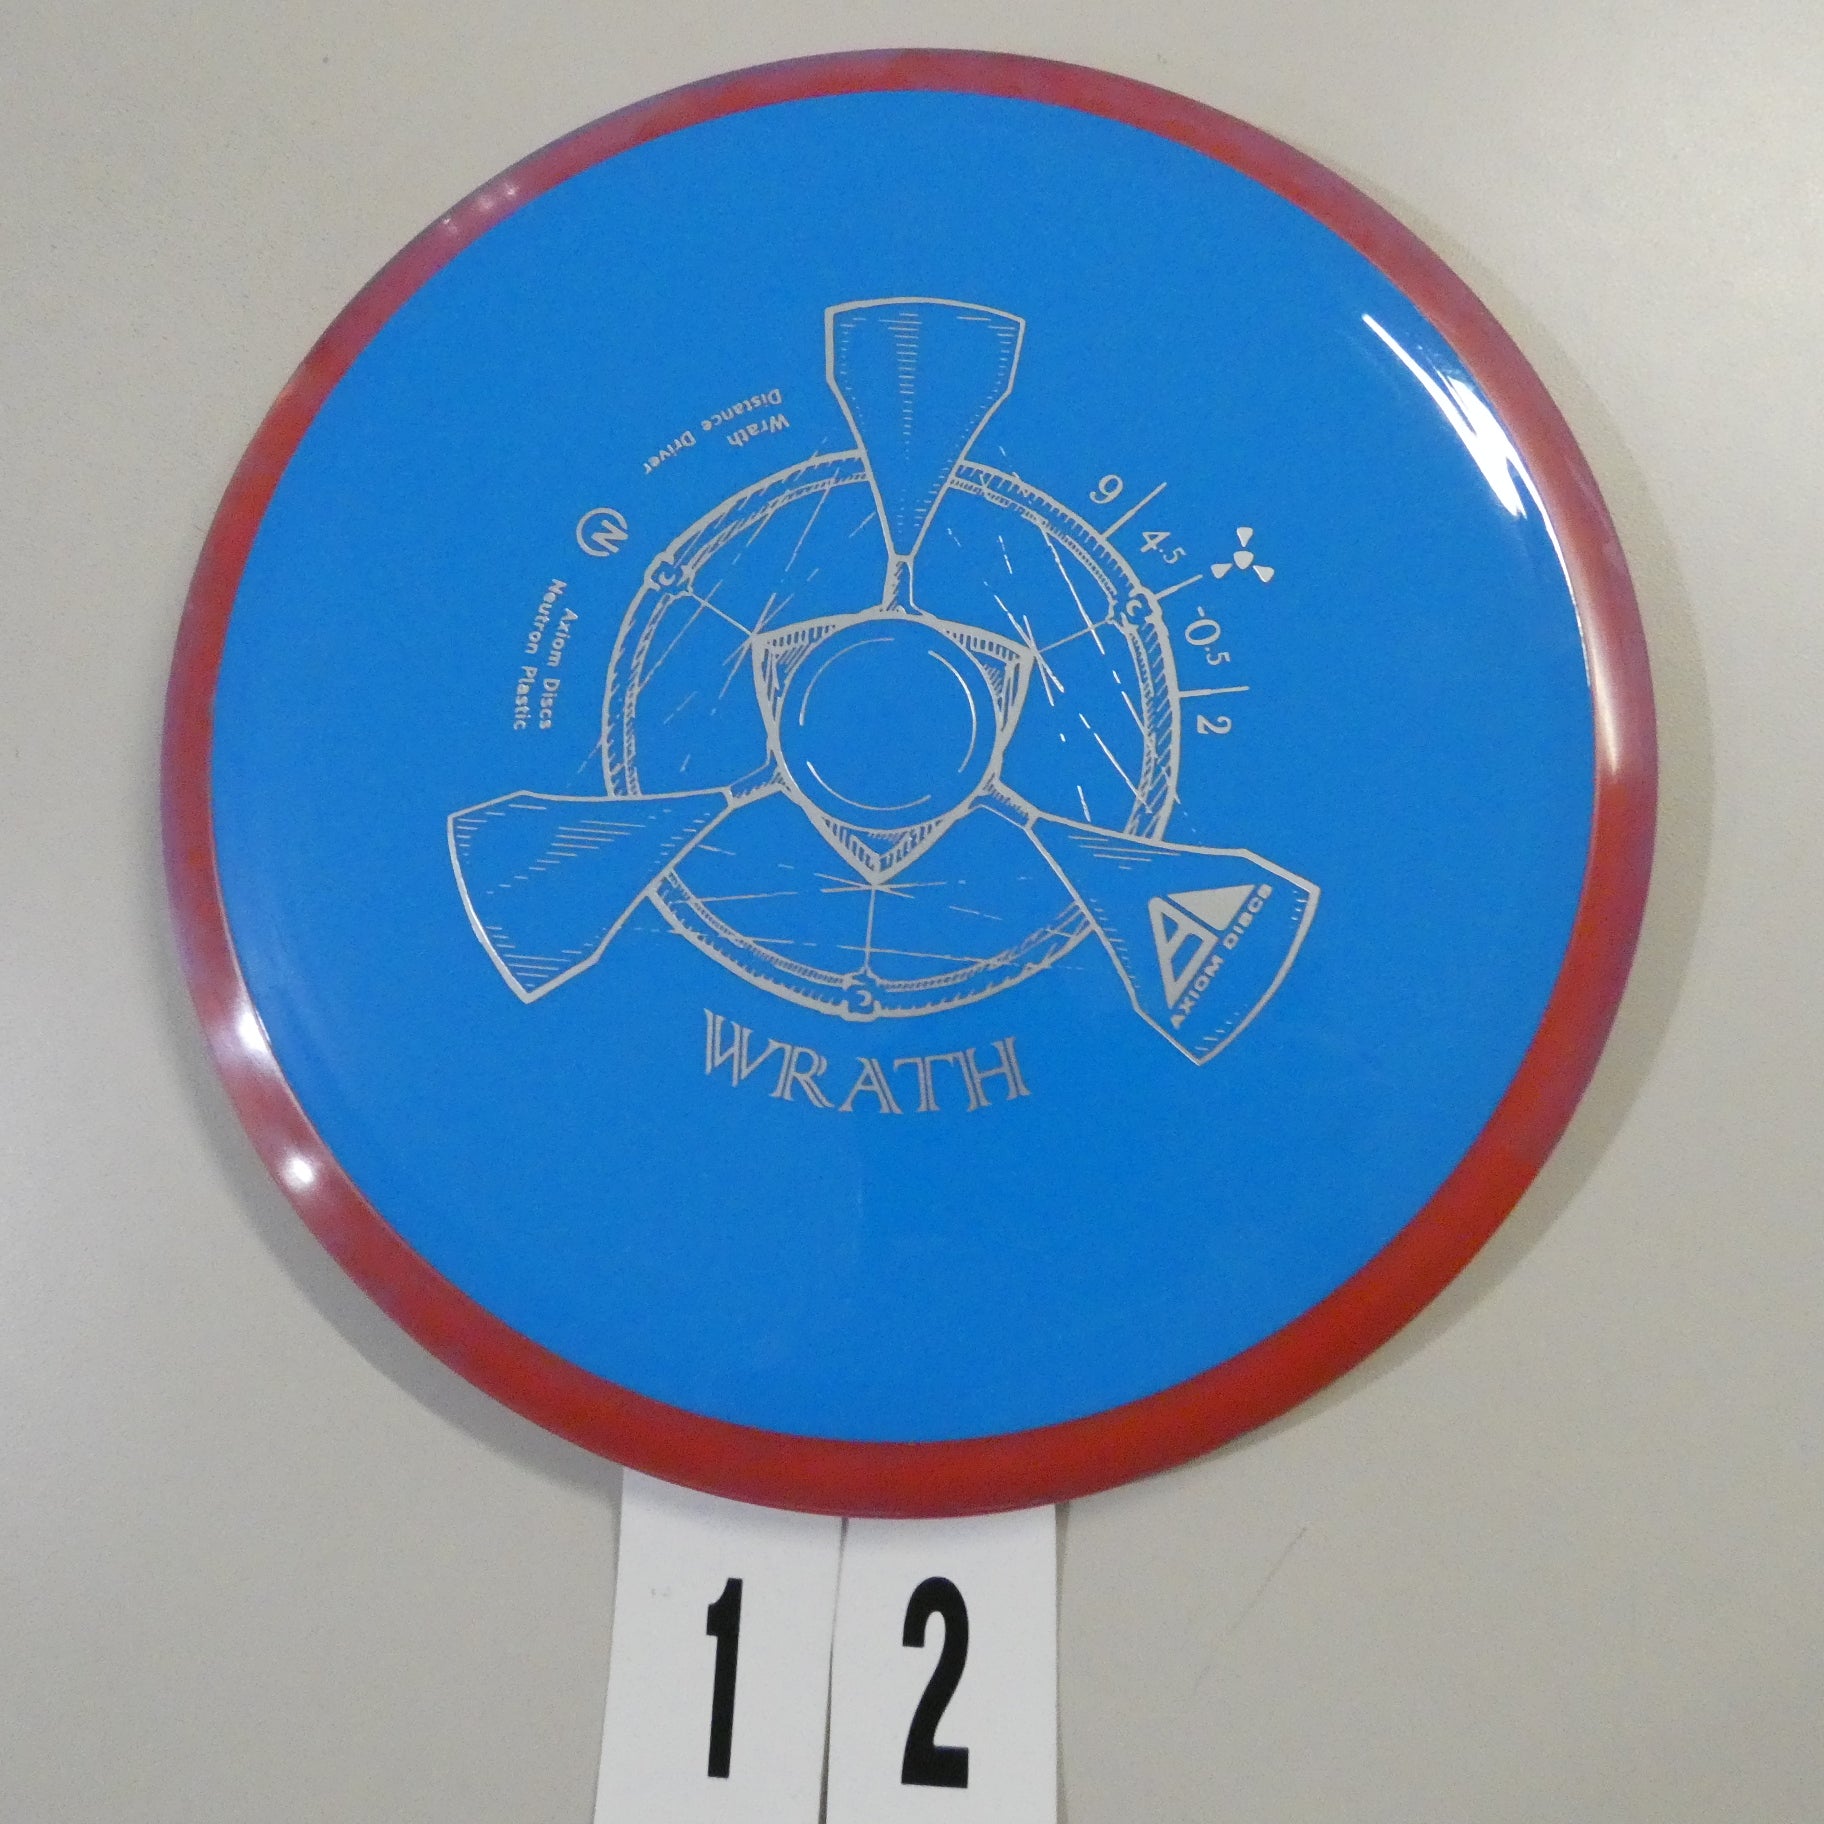 Wrath
Distance Driver
N
Axiom Discs
Neutron Plastic
9
4.5
-0.5
2
AXIOM DISCS
WRATH
1 2